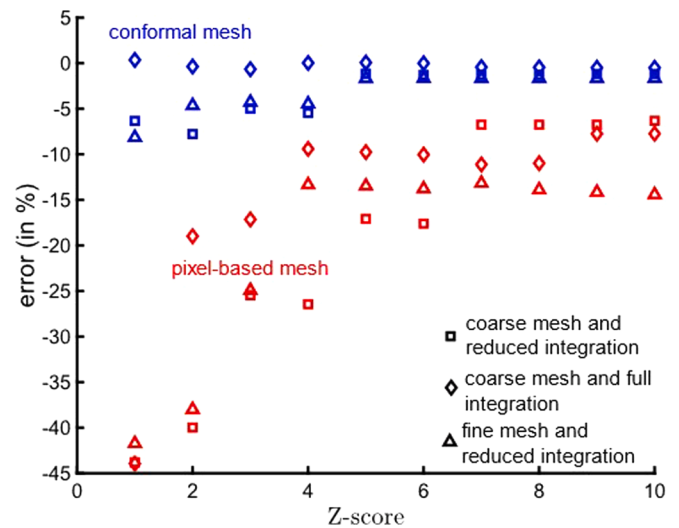 5
conformal mesh
0
-5
-10
-15
-20
pixel-based mesh
-25
-30
coarse mesh and
reduced integration
-35
coarse mesh and full
integration
-40
fine mesh and
reduced integration
-45
error (in %)
0 2 4 6 8 10
Z-score